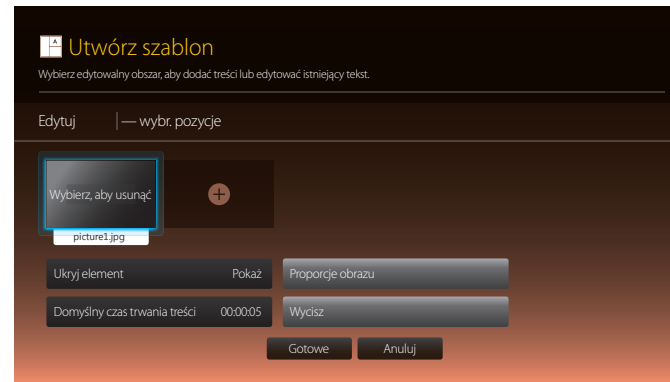 A
Utwórz szablon
Wybierz edytowalny obszar, aby dodać treści lub edytować istniejący tekst.
Edytuj — wybr. pozycje
Wybierz, aby usunąć
picture1.jpg
Ukryj element Pokaż Proporcje obrazu
Domyślny czas trwania treści 00:00:05 Wycisz
Gotowe Anuluj